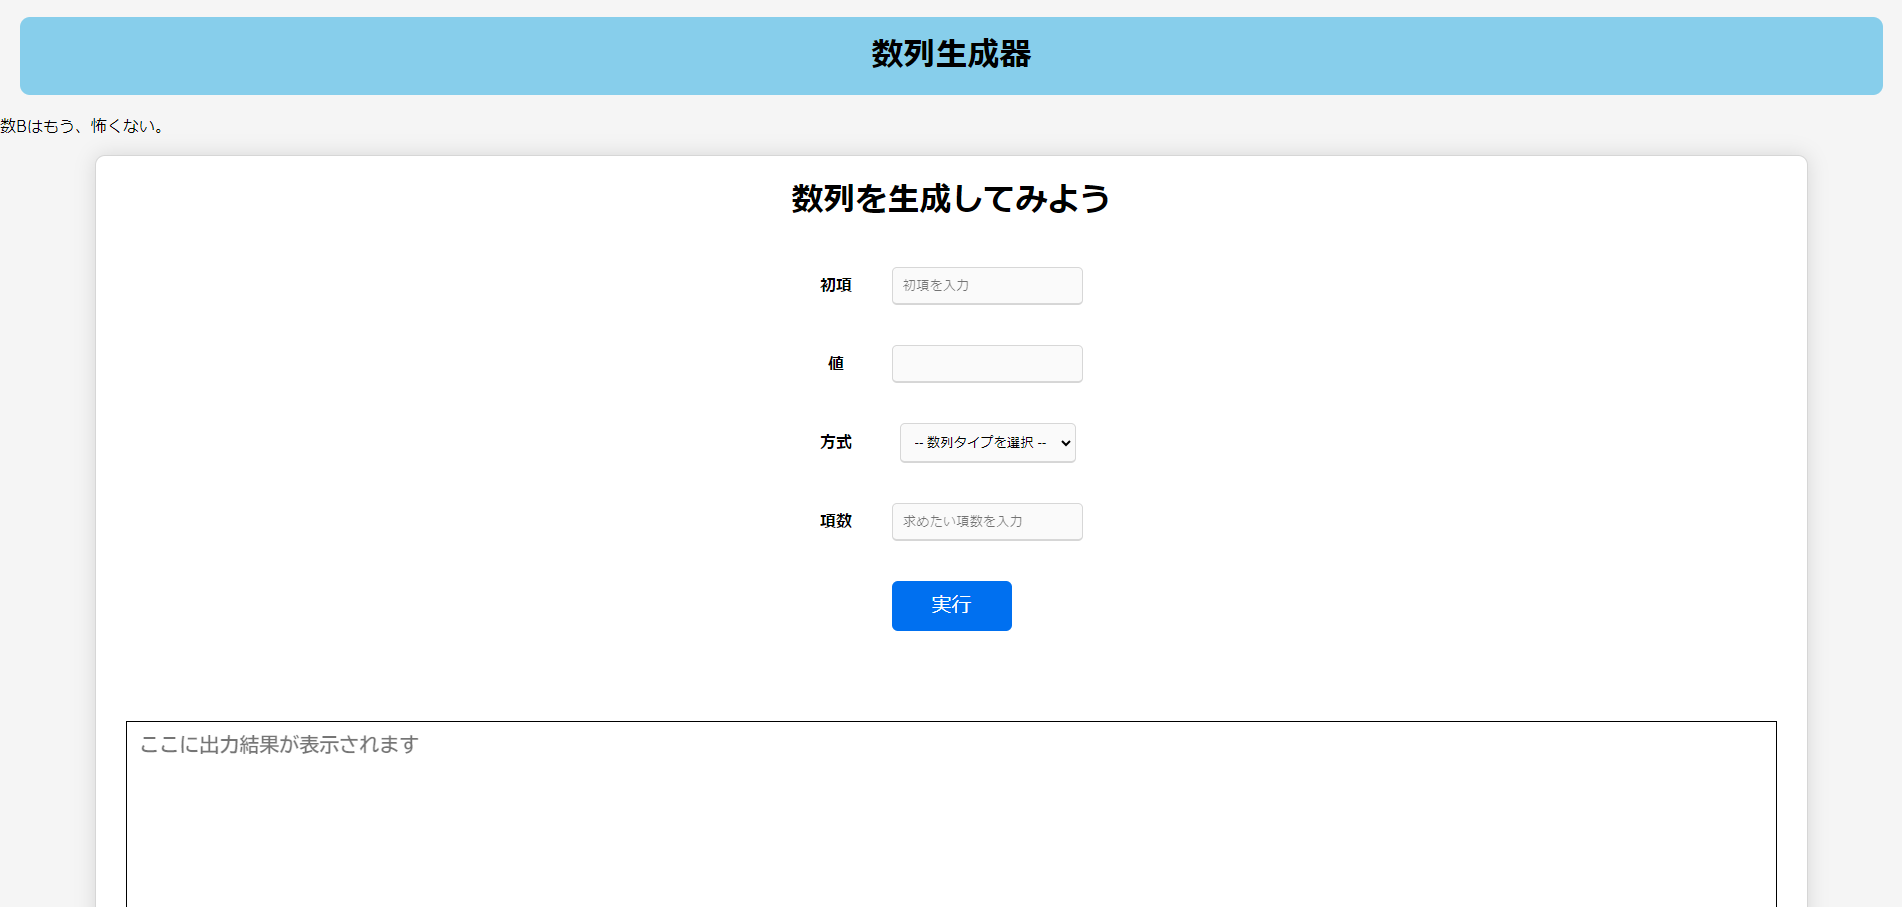 数列生成器
数Bはもう、怖くない。
数列を生成してみよう
初項 初項を入力
値
方式 -- 数列タイプを選択 --
項数 求めたい項数を入力
実行
ここに出力結果が表示されます